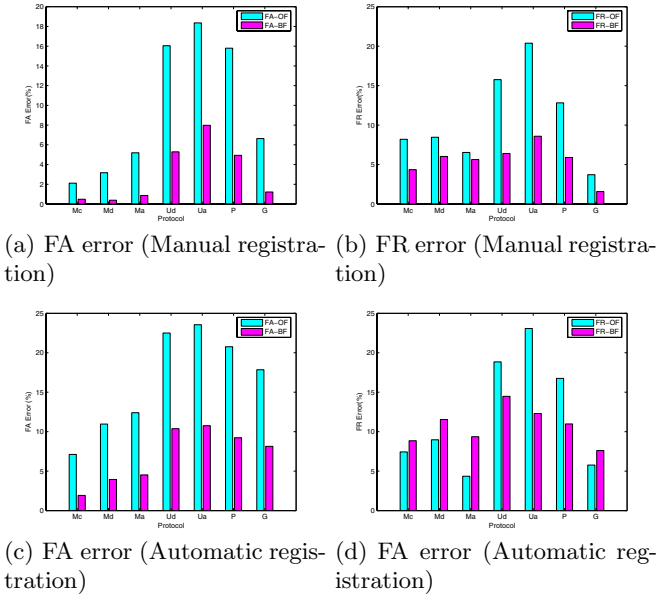 FA Error(%)
20
18
16
14
12
10
8
6
4
2
0
FA-OF
FA-BF
Mc Md Ma Ud Ua P G
Protocol
FR Error(%)
25
20
15
10
5
0
FR-OF
FR-BF
Mc Md Ma Ud Ua P G
Protocol
(a) FA error (Manual registra-
tion)
(b) FR error (Manual registra-
tion)
FA Error (%)
25
20
15
10
5
0
FA-OF
FA-BF
Mc Md Ma Ud Ua P G
Protocol
FR Error(%)
25
20
15
10
5
0
FR-OF
FR-BF
Mc Md Ma Ud Ua P G
Protocol
(c) FA error (Automatic regis-
tration)
(d) FA error (Automatic reg-
istration)